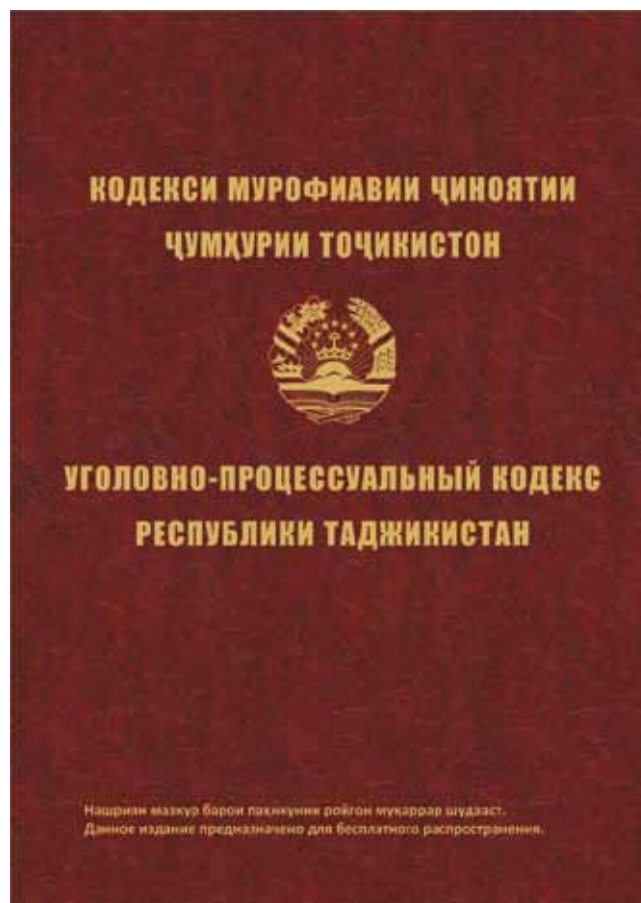 КОДЕКСИ МУРОФИАВИИ ҶИНОЯТИИ
ҶУМҲУРИИ ТОҶИКИСТОН
УГОЛОВНО-ПРОЦЕССУАЛЬНЫЙ КОДЕКС
РЕСПУБЛИКИ ТАДЖИКИСТАН
Нашрияи мазкур барои паҳнкунии ройгон муқаррар шудааст.
Данное издание предназначено для бесплатного распространения.